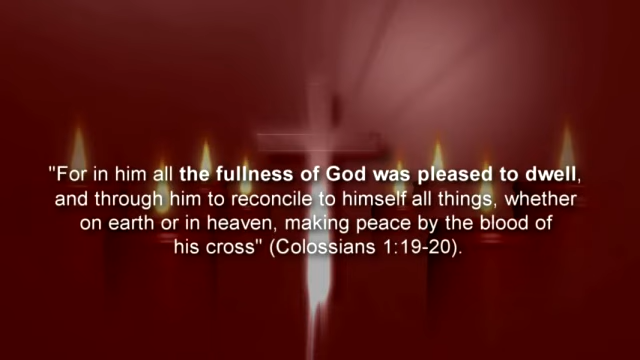 "For in him all the fullness of God was pleased to dwell,
and through him to reconcile to himself all things, whether
on earth or in heaven, making peace by the blood of
his cross" (Colossians 1:19-20).